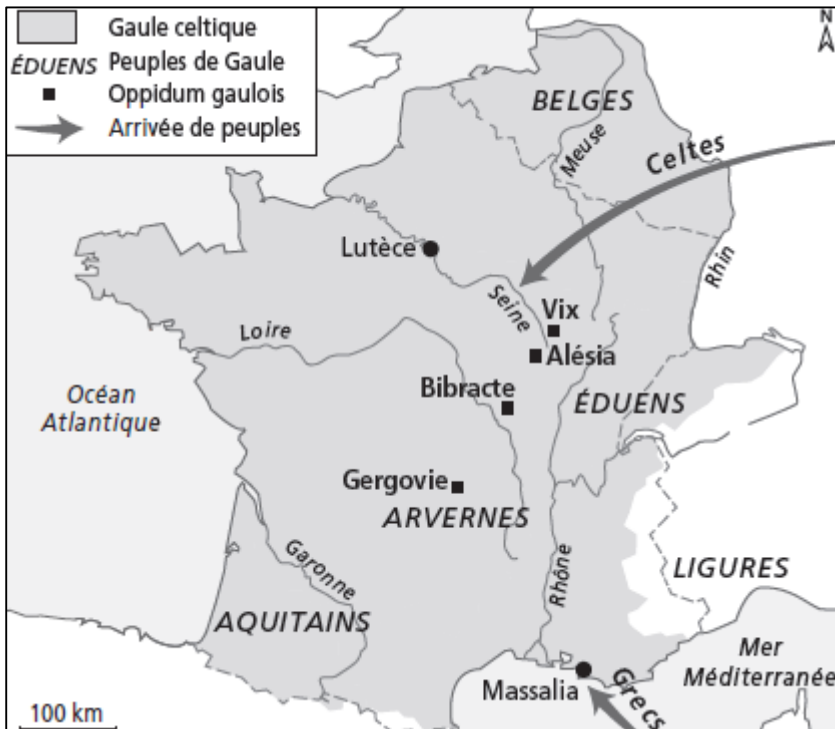 Gaule celtique
ÉDUENS Peuples de Gaule
Oppidum gaulois
Arrivée de peuples
N
BELGES
Meuse
Celtes
Lutèce
Rhin
Seine
Vix
Loire
Alésia
Océan
Atlantique
Bibracte
ÉDUENS
Gergovie
ARVERNES
Garonne
Rhône
LIGURES
AQUITAINS
Mer
Méditerranée
Massalia
Grecs
100 km